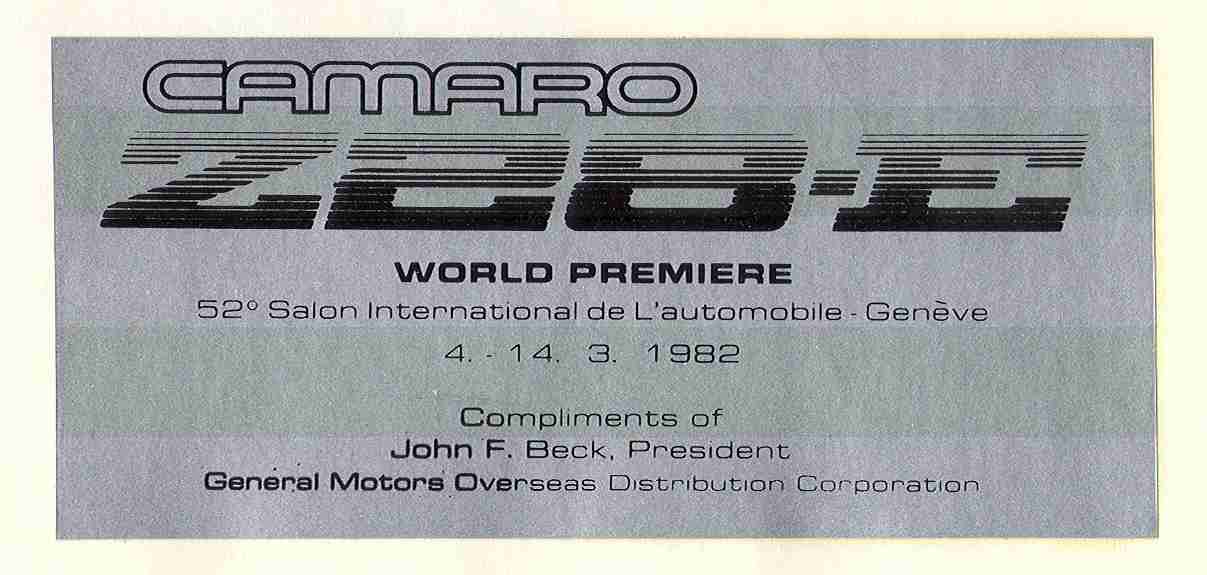 CAMARO
Z28-E
WORLD PREMIERE
52° Salon International de L'automobile - Genève
4. - 14. 3. 1982
Compliments of
John F. Beck, President
General Motors Overseas Distribution Corporation